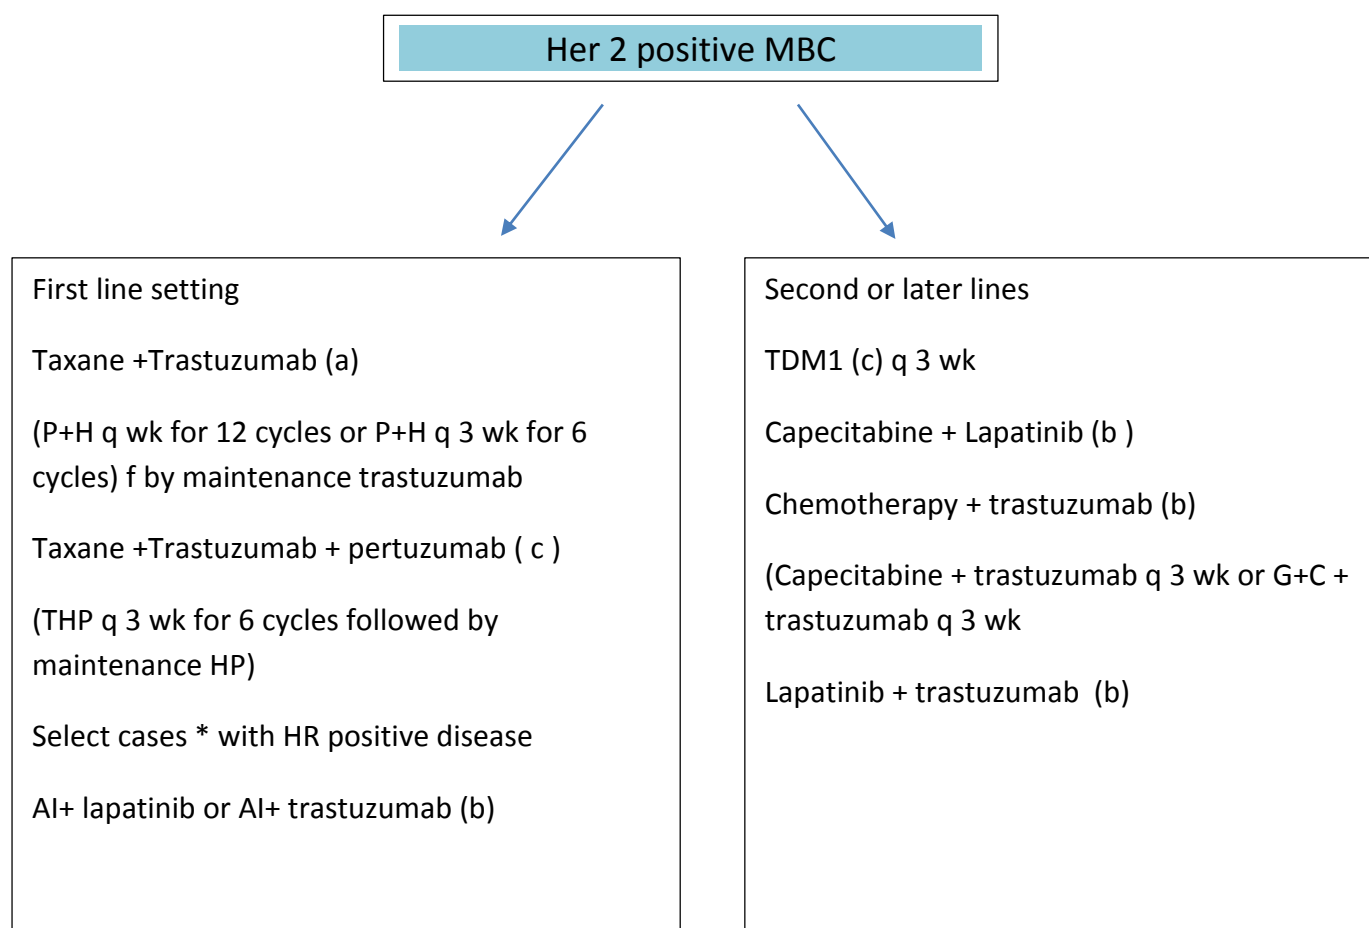 Her 2 positive MBC
First line setting
Taxane +Trastuzumab (a)
(P+H q wk for 12 cycles or P+H q 3 wk for 6
cycles) f by maintenance trastuzumab
Taxane +Trastuzumab + pertuzumab ( c )
(THP q 3 wk for 6 cycles followed by
maintenance HP)
Select cases * with HR positive disease
AI+ lapatinib or AI+ trastuzumab (b)
Second or later lines
TDM1 (c) q 3 wk
Capecitabine + Lapatinib (b )
Chemotherapy + trastuzumab (b)
(Capecitabine + trastuzumab q 3 wk or G+C +
trastuzumab q 3 wk
Lapatinib + trastuzumab (b)